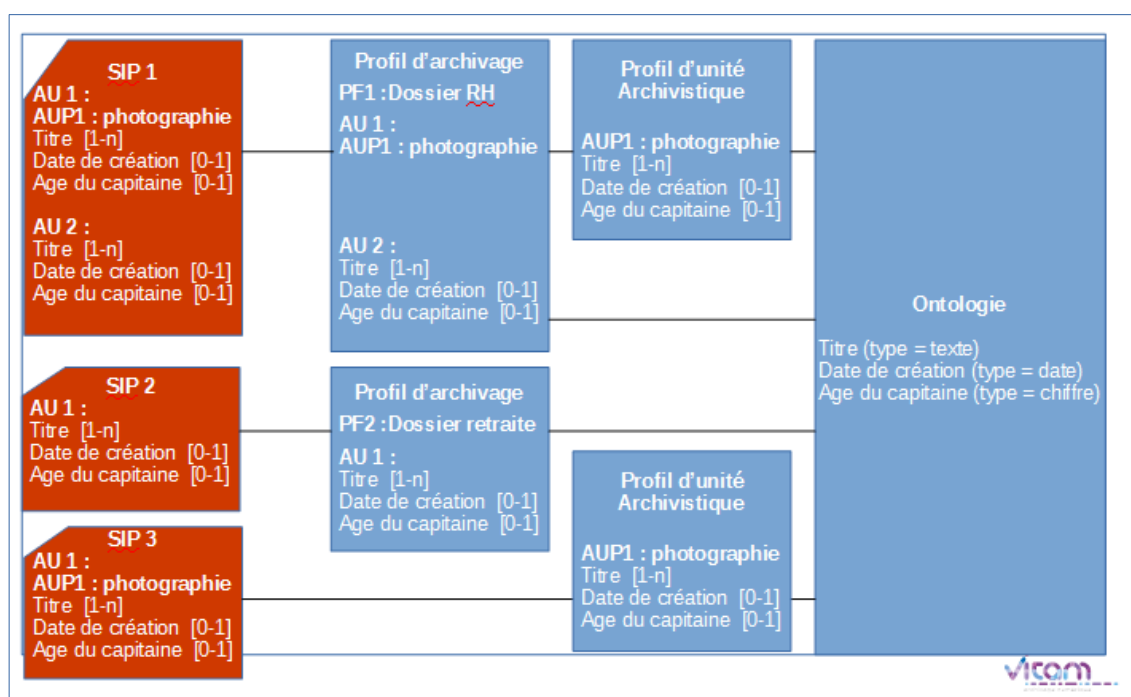 SIP 1
AU 1 :
AUP1 : photographie
Titre [1-n]
Date de création [0-1]
Age du capitaine [0-1]
AU 2 :
Titre [1-n]
Date de création [0-1]
Age du capitaine [0-1]
Profil d'archivage
PF1 :Dossier RH
AU 1 :
AUP1 : photographie
AU 2 :
Titre [1-n]
Date de création [0-1]
Age du capitaine [0-1]
Profil d'unité
Archivistique
AUP1 : photographie
Titre [1-n]
Date de création [0-1]
Age du capitaine [0-1]
Ontologie
Titre (type = texte)
Date de création (type = date)
Age du capitaine (type = chiffre)
SIP 2
AU 1 :
Titre [1-n]
Date de création [0-1]
Age du capitaine [0-1]
Profil d'archivage
PF2 :Dossier retraite
AU 1 :
Titre [1-n]
Date de création [0-1]
Age du capitaine [0-1]
Profil d'unité
Archivistique
AUP1 : photographie
Titre [1-n]
Date de création [0-1]
Age du capitaine [0-1]
SIP 3
AU 1 :
AUP1 : photographie
Titre [1-n]
Date de création [0-1]
Age du capitaine [0-1]
vitam